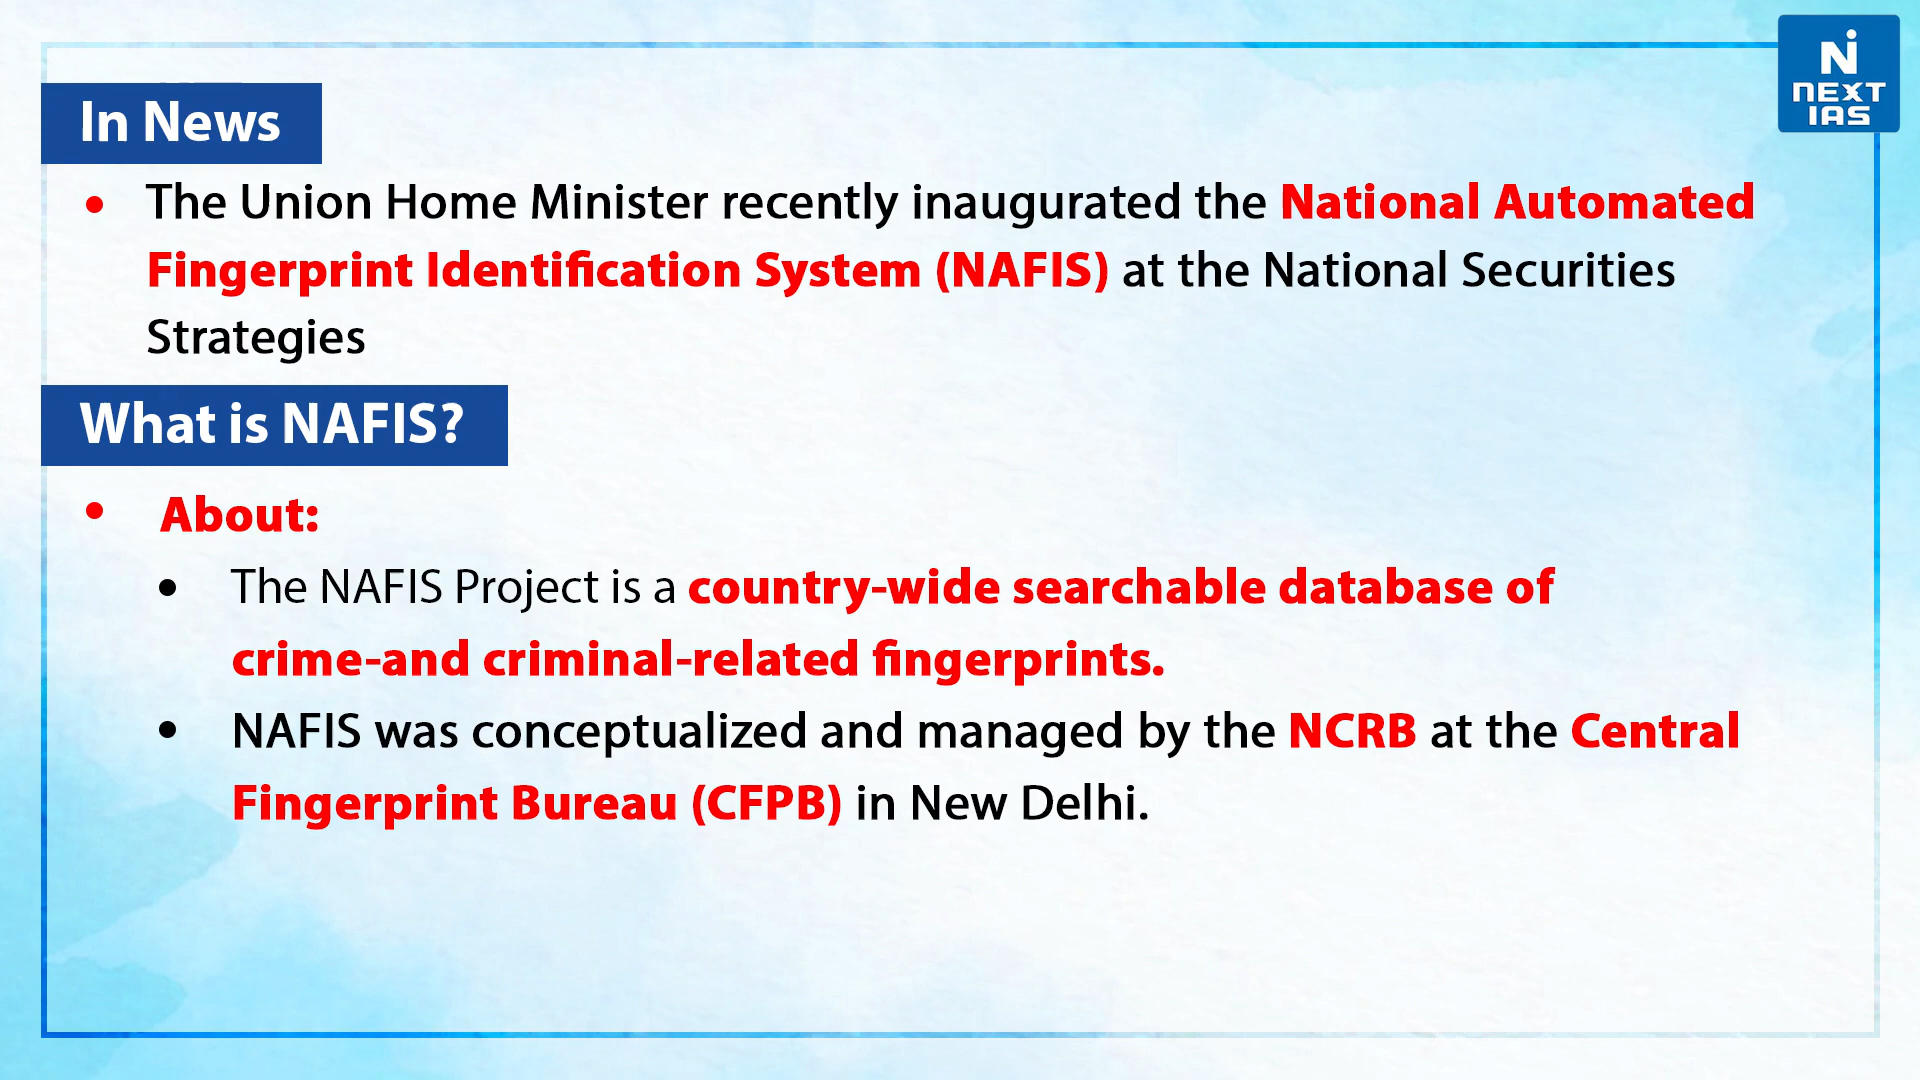 NEXT
IAS
In News
• The Union Home Minister recently inaugurated the National Automated
Fingerprint Identification System (NAFIS) at the National Securities
Strategies
What is NAFIS?
• About:
• The NAFIS Project is a country-wide searchable database of
crime-and criminal-related fingerprints.
• NAFIS was conceptualized and managed by the NCRB at the Central
Fingerprint Bureau (CFPB) in New Delhi.